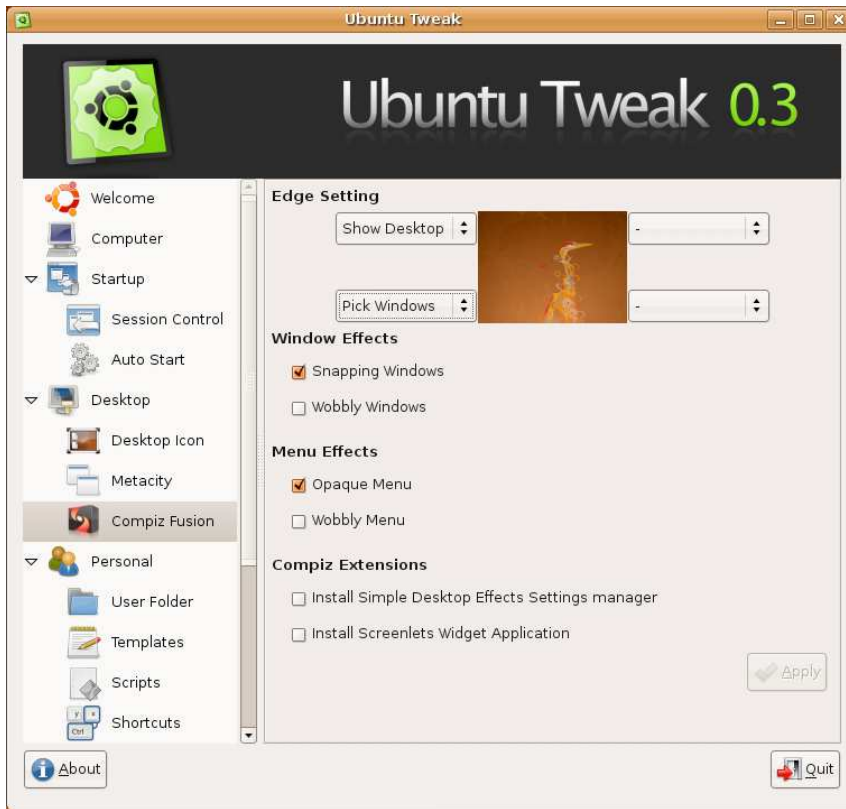 Ubuntu Tweak
Ubuntu Tweak 0.3
Welcome
Computer
Startup
Session Control
Auto Start
Desktop
Desktop Icon
Metacity
Compiz Fusion
Personal
User Folder
Templates
Scripts
Shortcuts
Edge Setting
Show Desktop
-
Pick Windows
-
Window Effects
Snapping Windows
Wobbly Windows
Menu Effects
Opaque Menu
Wobbly Menu
Compiz Extensions
Install Simple Desktop Effects Settings manager
Install Screenlets Widget Application
Apply
About
Quit